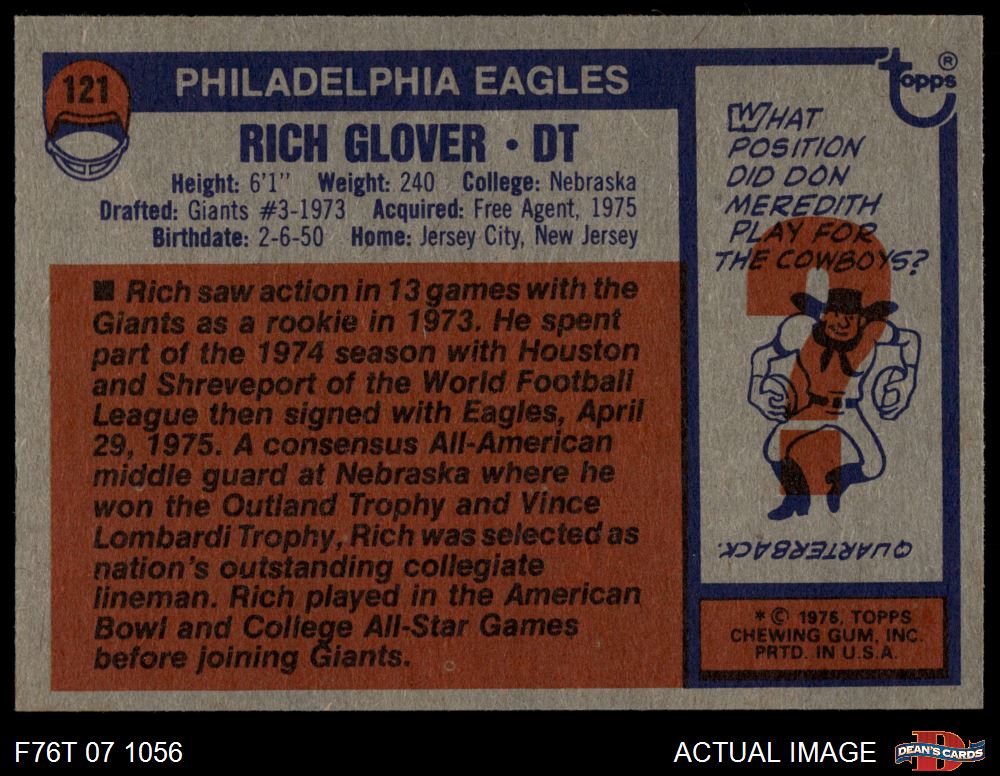 121
PHILADELPHIA EAGLES
RICH GLOVER • DT
Height: 6'1" Weight: 240 College: Nebraska
Drafted: Giants #3-1973 Acquired: Free Agent, 1975
Birthdate: 2-6-50 Home: Jersey City, New Jersey
■ Rich saw action in 13 games with the
Giants as a rookie in 1973. He spent
part of the 1974 season with Houston
and Shreveport of the World Football
League then signed with Eagles, April
29, 1975. A consensus All-American
middle guard at Nebraska where he
won the Outland Trophy and Vince
Lombardi Trophy, Rich was selected as
nation's outstanding collegiate
lineman. Rich played in the American
Bowl and College All-Star Games
before joining Giants.
topps ®
WHAT
POSITION
DID DON
MEREDITH
PLAY FOR
THE COWBOYS?
?
6
QUARTERBACK.
* © 1976, TOPPS
CHEWING GUM, INC.
PRTD. IN U.S.A.
F76T 07 1056
ACTUAL IMAGE
D
DEAN'S CARDS